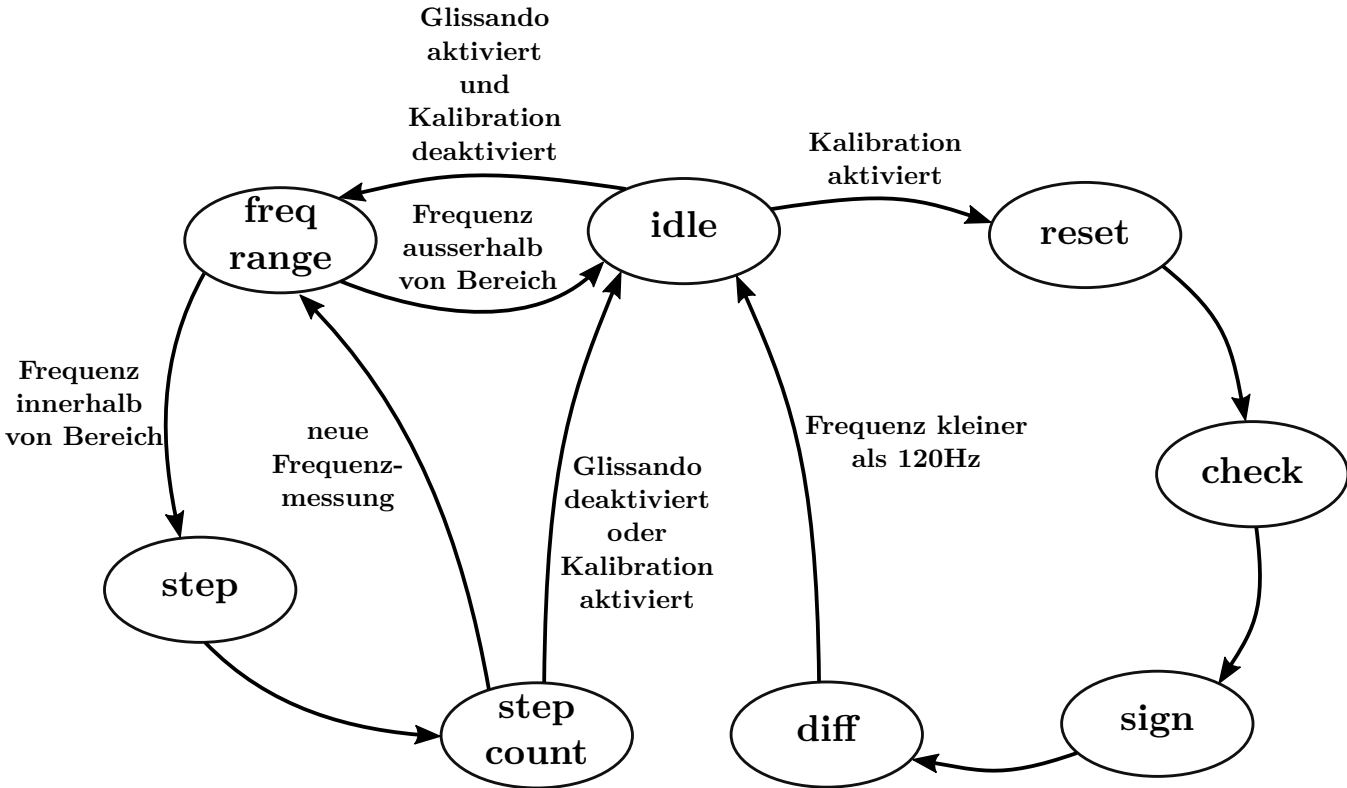 Glissando
aktiviert
und
Kalibration
deaktiviert
Kalibration
aktiviert
freq
range
Frequenz
ausserhalb
von Bereich
idle
reset
Frequenz
innerhalb
von Bereich
neue
Frequenz-
messung
Glissando
deaktiviert
oder
Kalibration
aktiviert
Frequenz kleiner
als 120Hz
check
step
step
count
diff
sign